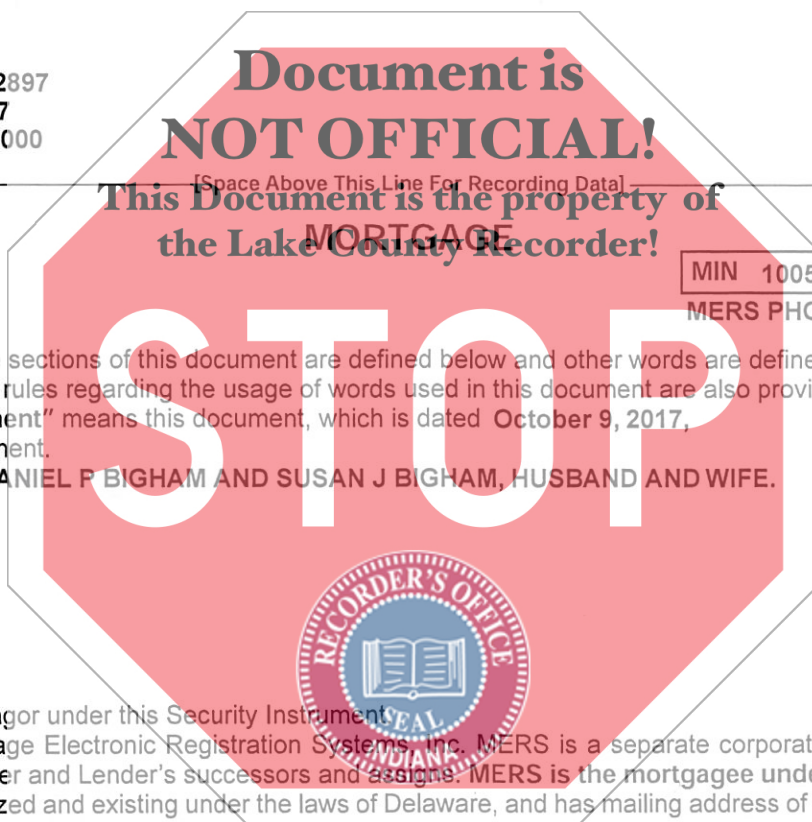 2897
7
000
Document is
NOT OFFICIAL!
[Space Above This Line For Recording Data]
This Document is the property of
MORTGAGE
the Lake County Recorder!
MIN 1005
MERS PHO
sections of this document are defined below and other words are define
rules regarding the usage of words used in this document are also provi
ent" means this document, which is dated October 9, 2017,
ent.
ANIEL P BIGHAM AND SUSAN J BIGHAM, HUSBAND AND WIFE.
STOP
RECORDER'S OFFICE
SEAL
INDIANA
gor under this Security Instrument.
age Electronic Registration Systems, Inc. MERS is a separate corporat
er and Lender's successors and assigns. MERS is the mortgagee unde
zed and existing under the laws of Delaware, and has mailing address of